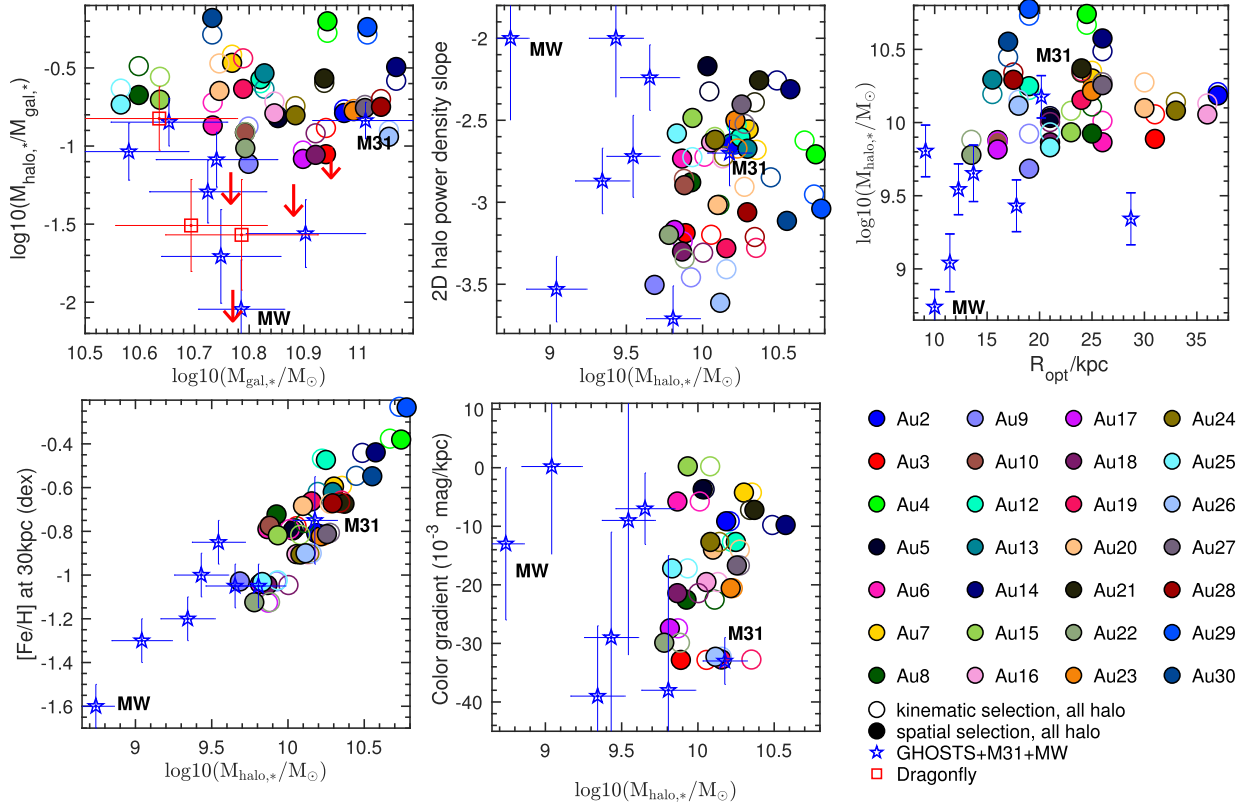 log10(M_halo,*/M_gal,*)
-0.5
-1
-1.5
-2
M31
MW
10.5 10.6 10.7 10.8 10.9 11
log10(M_gal,*/M_⊙)
2D halo power density slope
-2
-2.5
-3
-3.5
MW
M31
9 9.5 10 10.5
log10(M_halo,*/M_⊙)
log10(M_halo,*/M_⊙)
10.5
10
9.5
9
M31
MW
10 15 20 25 30 35
R_opt/kpc
[Fe/H] at 30kpc (dex)
-0.4
-0.6
-0.8
-1
-1.2
-1.4
-1.6
M31
MW
9 9.5 10 10.5
log10(M_halo,*/M_⊙)
Color gradient (10^-3 mag/kpc)
10
0
-10
-20
-30
-40
MW
M31
9 9.5 10 10.5
log10(M_halo,*/M_⊙)
Au2 Au9 Au17 Au24
Au3 Au10 Au18 Au25
Au4 Au12 Au19 Au26
Au5 Au13 Au20 Au27
Au6 Au14 Au21 Au28
Au7 Au15 Au22 Au29
Au8 Au16 Au23 Au30
kinematic selection, all halo
spatial selection, all halo
GHOSTS+M31+MW
Dragonfly